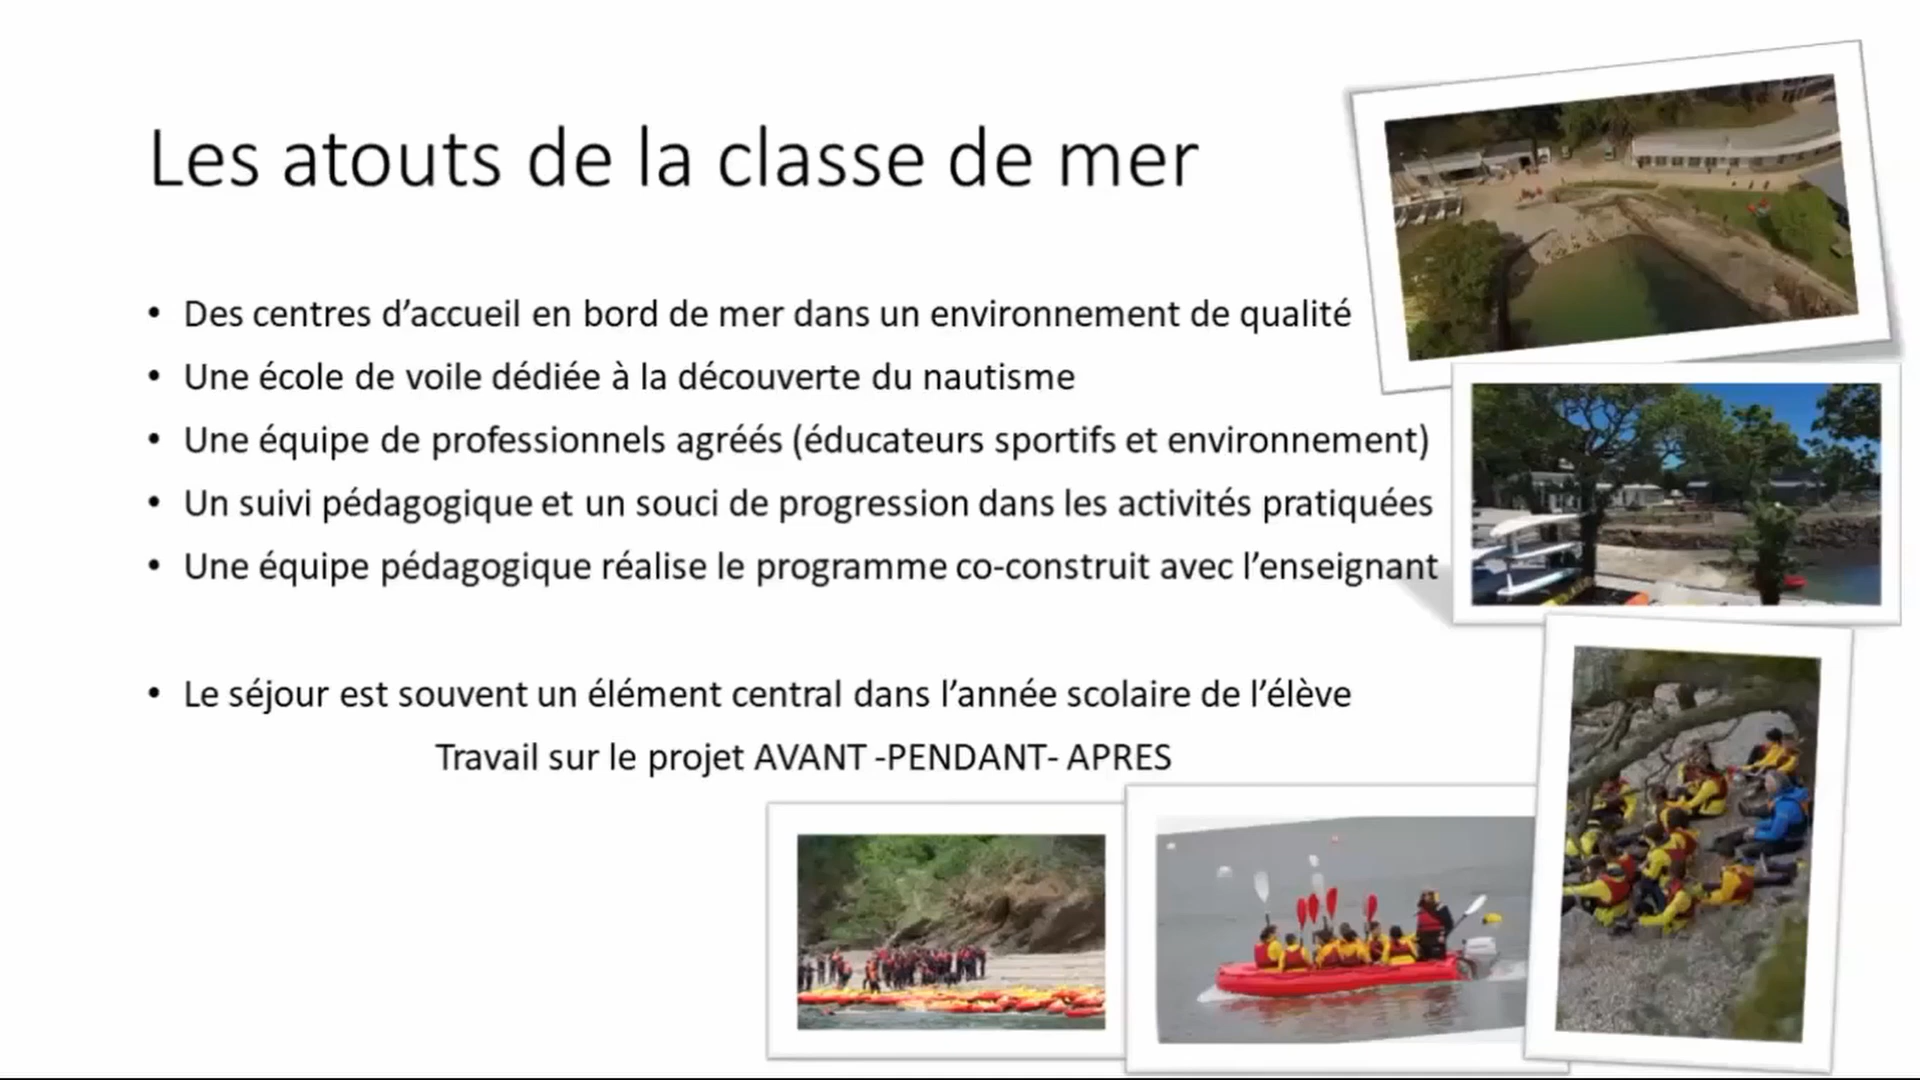 Les atouts de la classe de mer
• Des centres d’accueil en bord de mer dans un environnement de qualité
• Une école de voile dédiée à la découverte du nautisme
• Une équipe de professionnels agréés (éducateurs sportifs et environnement)
• Un suivi pédagogique et un souci de progression dans les activités pratiquées
• Une équipe pédagogique réalise le programme co-construit avec l’enseignant
• Le séjour est souvent un élément central dans l’année scolaire de l’élève
Travail sur le projet AVANT -PENDANT- APRES